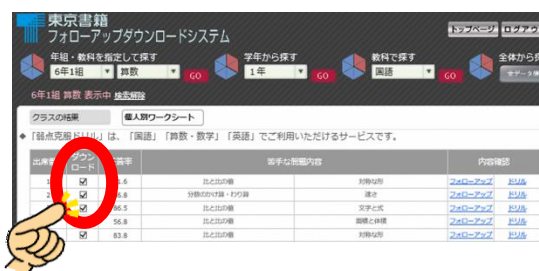 東京書籍
フォローアップダウンロードシステム
トップページ ログアウ
年組・教科を指定して探す 学年から探す 教科で探す 全体から探
6年1組 算数 GO 1年 GO 国語 GO
6年1組 算数 表示中 検索解除
クラスの結果 個人別ワークシート
◆「弱点克服ドリル」は、「国語」「算数・数学」「英語」でご利用いただけるサービスです。
ダウンロード 答率 苦手な問題内容 内容確認
1.6 比と比の値 対称な形 フォローアップ ドリル
6.8 分数のかけ算・わり算 速さ フォローアップ ドリル
86.5 比と比の値 文字と式 フォローアップ ドリル
56.8 比と比の値 面積と体積 フォローアップ ドリル
83.8 比と比の値 対称な形 フォローアップ ドリル